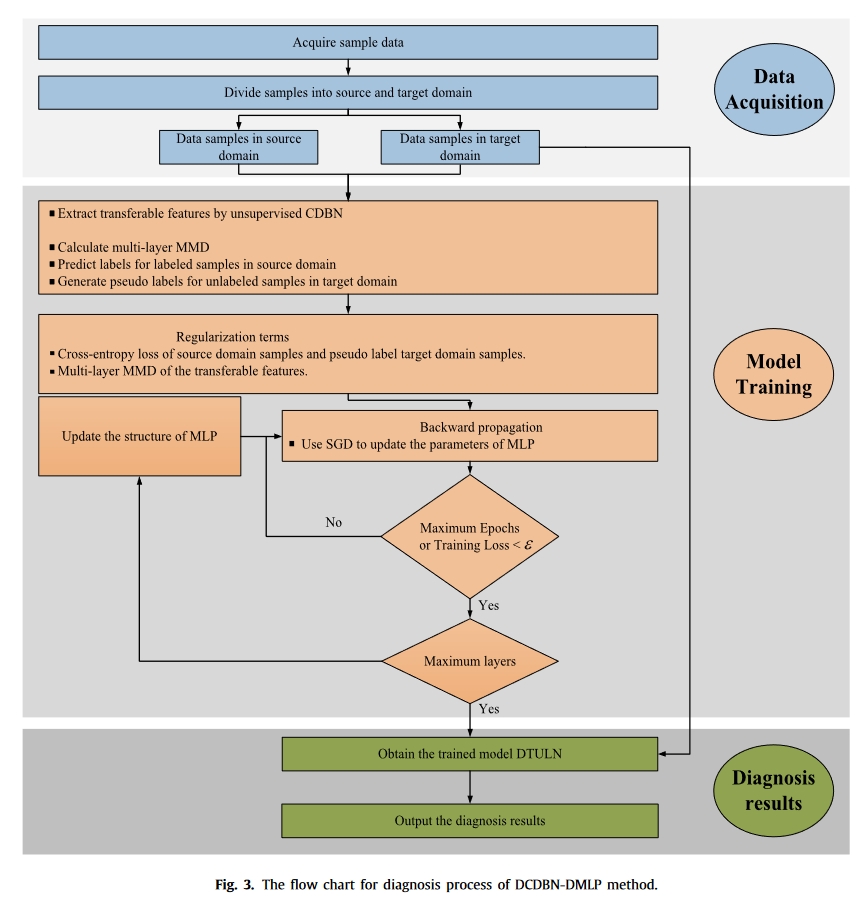 Acquire sample data
Divide samples into source and target domain
Data samples in source
domain
Data samples in target
domain
Data
Acquisition
▪ Extract transferable features by unsupervised CDBN
▪ Calculate multi-layer MMD
▪ Predict labels for labeled samples in source domain
▪ Generate pseudo labels for unlabeled samples in target domain
Regularization terms
▪ Cross-entropy loss of source domain samples and pseudo label target domain samples.
▪ Multi-layer MMD of the transferable features.
Model
Training
Update the structure of MLP
Backward propagation
▪ Use SGD to update the parameters of MLP
No
Maximum Epochs
or Training Loss < ℰ
Yes
Maximum layers
Yes
Obtain the trained model DTULN
Output the diagnosis results
Diagnosis
results
Fig. 3. The flow chart for diagnosis process of DCDBN-DMLP method.